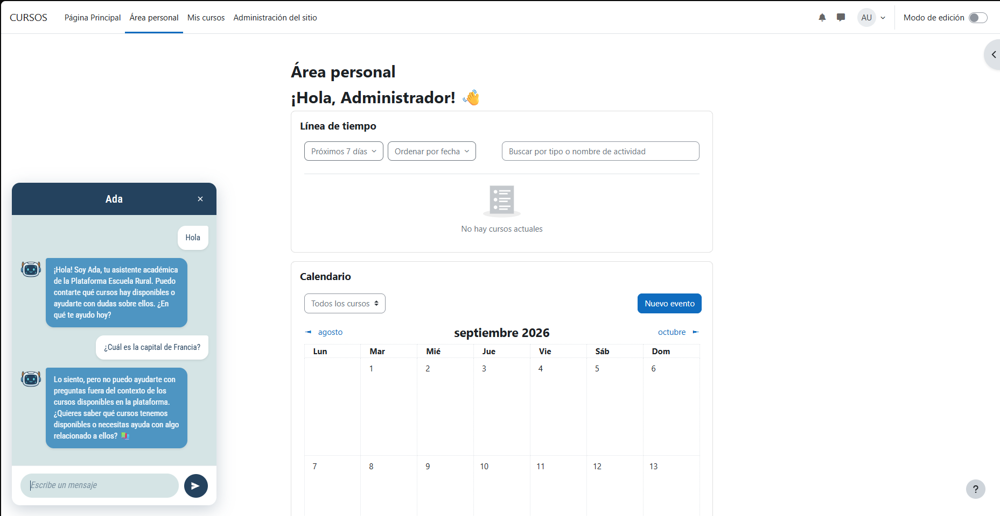 CURSOS
Página Principal
Área personal
Mis cursos
Administración del sitio
AU
Modo de edición
Área personal
¡Hola, Administrador!
Línea de tiempo
Próximos 7 días
Ordenar por fecha
Buscar por tipo o nombre de actividad
No hay cursos actuales
Calendario
Todos los cursos
Nuevo evento
agosto
septiembre 2026
octubre
Lun Mar Mié Jue Vie Sáb Dom
1 2 3 4 5 6
7 8 9 10 11 12 13
Ada
Hola
¡Hola! Soy Ada, tu asistente académica
de la Plataforma Escuela Rural. Puedo
contarte qué cursos hay disponibles o
ayudarte con dudas sobre ellos. ¿En
qué te ayudo hoy?
¿Cuál es la capital de Francia?
Lo siento, pero no puedo ayudarte con
preguntas fuera del contexto de los
cursos disponibles en la plataforma.
¿Quieres saber qué cursos tenemos
disponibles o necesitas ayuda con algo
relacionado a ellos?
Escribe un mensaje
?